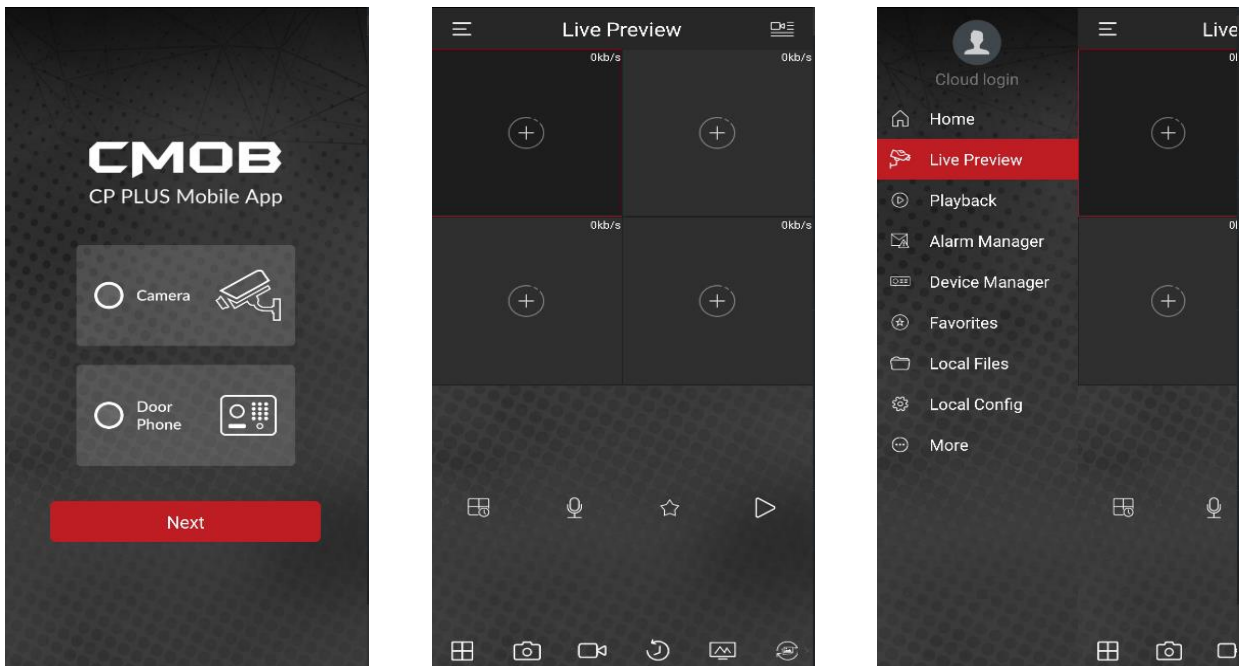 CMOB
CP PLUS Mobile App
Camera
Door
Phone
Next
Live Preview
0kb/s
0kb/s
0kb/s
0kb/s
Cloud login
Home
Live Preview
Playback
Alarm Manager
Device Manager
Favorites
Local Files
Local Config
More
Live